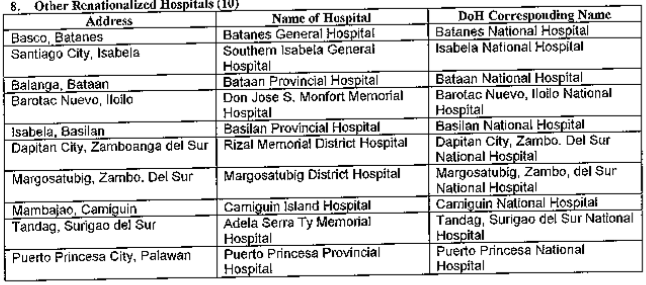 8. Other Renationalized Hospitals (10)
Address Name of Hospital DoH Corresponding Name
Basco, Batanes Batanes General Hospital Batanes National Hospital
Santiago City, Isabela Southern Isabela General Hospital Isabela National Hospital
Balanga, Bataan Bataan Provincial Hospital Bataan National Hospital
Barotac Nuevo, Iloilo Don Jose S. Monfort Memorial Hospital Barotac Nuevo, Iloilo National Hospital
Isabela, Basilan Basilan Provincial Hospital Basilan National Hospital
Dapitan City, Zamboanga del Sur Rizal Memorial District Hospital Dapitan City, Zambo. Del Sur National Hospital
Margosatubig, Zambo. Del Sur Margosatubig District Hospital Margosatubig, Zambo, del Sur National Hospital
Mambajao, Camiguin Camiguin Island Hospital Camiguin National Hospital
Tandag, Surigao del Sur Adela Serra Ty Memorial Hospital Tandag, Surigao del Sur National Hospital
Puerto Princesa City, Palawan Puerto Princesa Provincial Hospital Puerto Princesa National Hospital